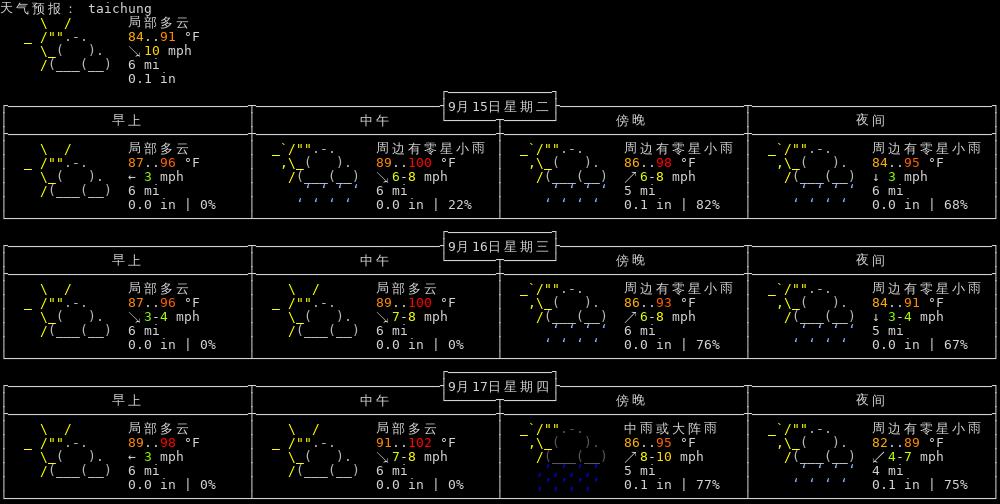 天气预报： taichung
局部多云
84..91 °F
↘ 10 mph
6 mi
0.1 in
9月15日星期二
早上 中午 傍晚 夜间
局部多云 周边有零星小雨 周边有零星小雨 周边有零星小雨
87..96 °F 89..100 °F 86..98 °F 84..95 °F
← 3 mph ↘ 6-8 mph ↗ 6-8 mph ↓ 3 mph
6 mi 6 mi 5 mi 6 mi
0.0 in | 0% 0.0 in | 22% 0.1 in | 82% 0.0 in | 68%
9月16日星期三
早上 中午 傍晚 夜间
局部多云 局部多云 周边有零星小雨 周边有零星小雨
87..96 °F 89..100 °F 86..93 °F 84..91 °F
↘ 3-4 mph ↘ 7-8 mph ↗ 6-8 mph ↓ 3-4 mph
6 mi 6 mi 6 mi 5 mi
0.0 in | 0% 0.0 in | 0% 0.0 in | 76% 0.0 in | 67%
9月17日星期四
早上 中午 傍晚 夜间
局部多云 局部多云 中雨或大阵雨 周边有零星小雨
89..98 °F 91..102 °F 86..95 °F 82..89 °F
← 3 mph ↘ 7-8 mph ↗ 8-10 mph ↙ 4-7 mph
6 mi 6 mi 5 mi 4 mi
0.0 in | 0% 0.0 in | 0% 0.1 in | 77% 0.1 in | 75%